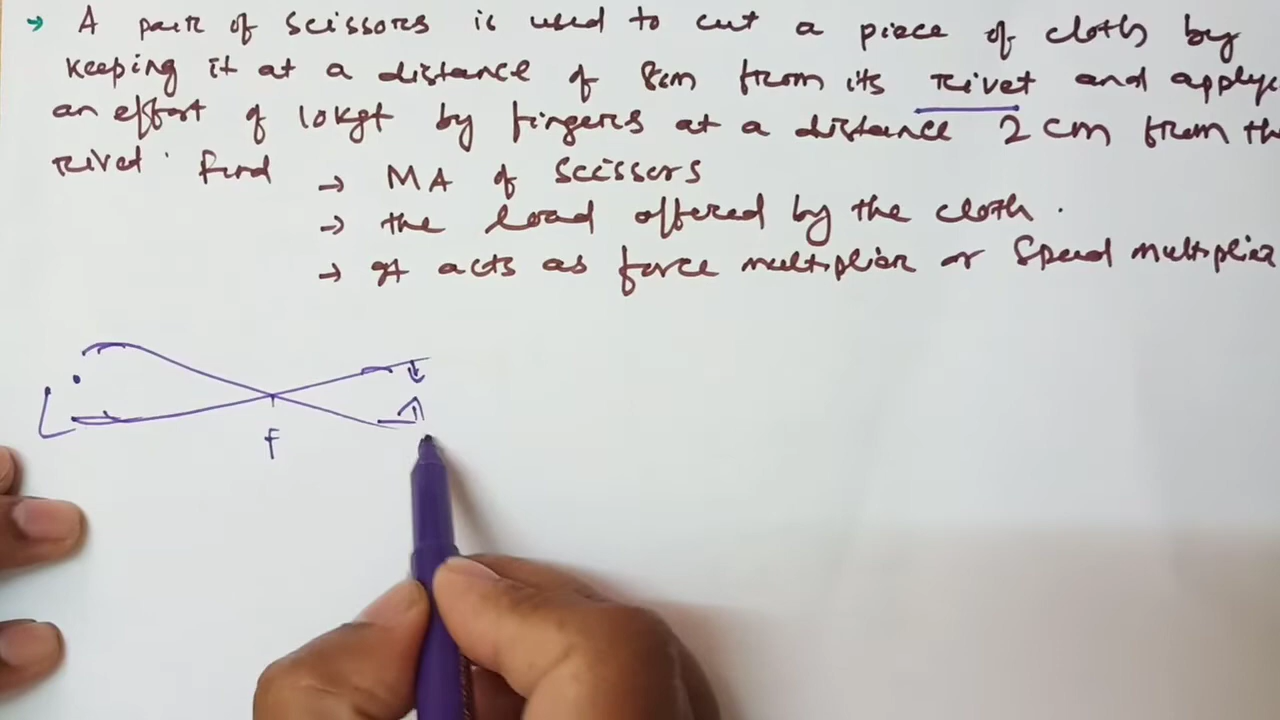 → A pair of scissors is used to cut a piece of cloth by
keeping it at a distance of 8cm from its rivet and applyi
an effort of 10kgf by fingers at a distance 2 cm from th
rivet. Find → MA of scissors
→ the load offered by the cloth.
→ It acts as force multiplier or speed multiplier
L
f